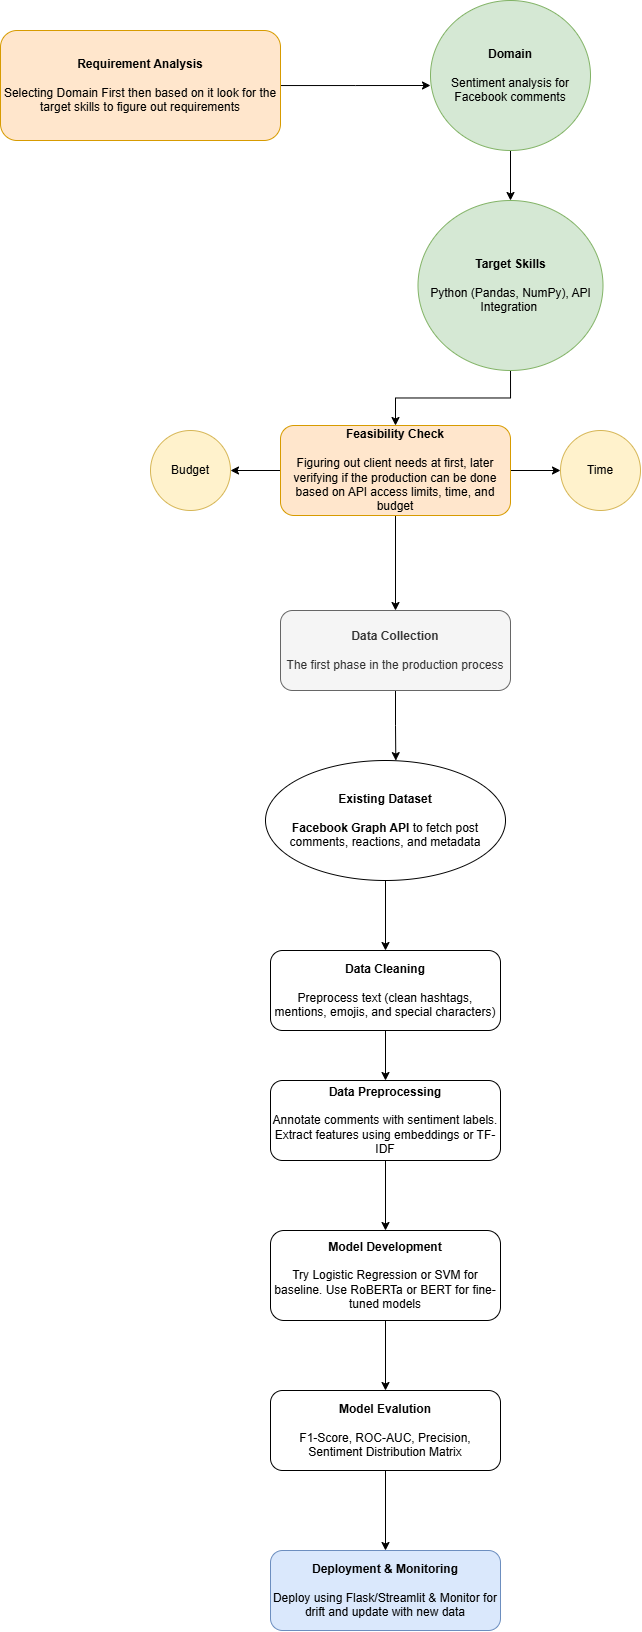 Requirement Analysis
Selecting Domain First then based on it look for the
target skills to figure out requirements
Domain
Sentiment analysis for
Facebook comments
Target Skills
Python (Pandas, NumPy), API
Integration
Feasibility Check
Figuring out client needs at first, later
verifying if the production can be done
based on API access limits, time, and
budget
Budget
Time
Data Collection
The first phase in the production process
Existing Dataset
Facebook Graph API to fetch post
comments, reactions, and metadata
Data Cleaning
Preprocess text (clean hashtags,
mentions, emojis, and special characters)
Data Preprocessing
Annotate comments with sentiment labels.
Extract features using embeddings or TF-
IDF
Model Development
Try Logistic Regression or SVM for
baseline. Use RoBERTa or BERT for fine-
tuned models
Model Evalution
F1-Score, ROC-AUC, Precision,
Sentiment Distribution Matrix
Deployment & Monitoring
Deploy using Flask/Streamlit & Monitor for
drift and update with new data